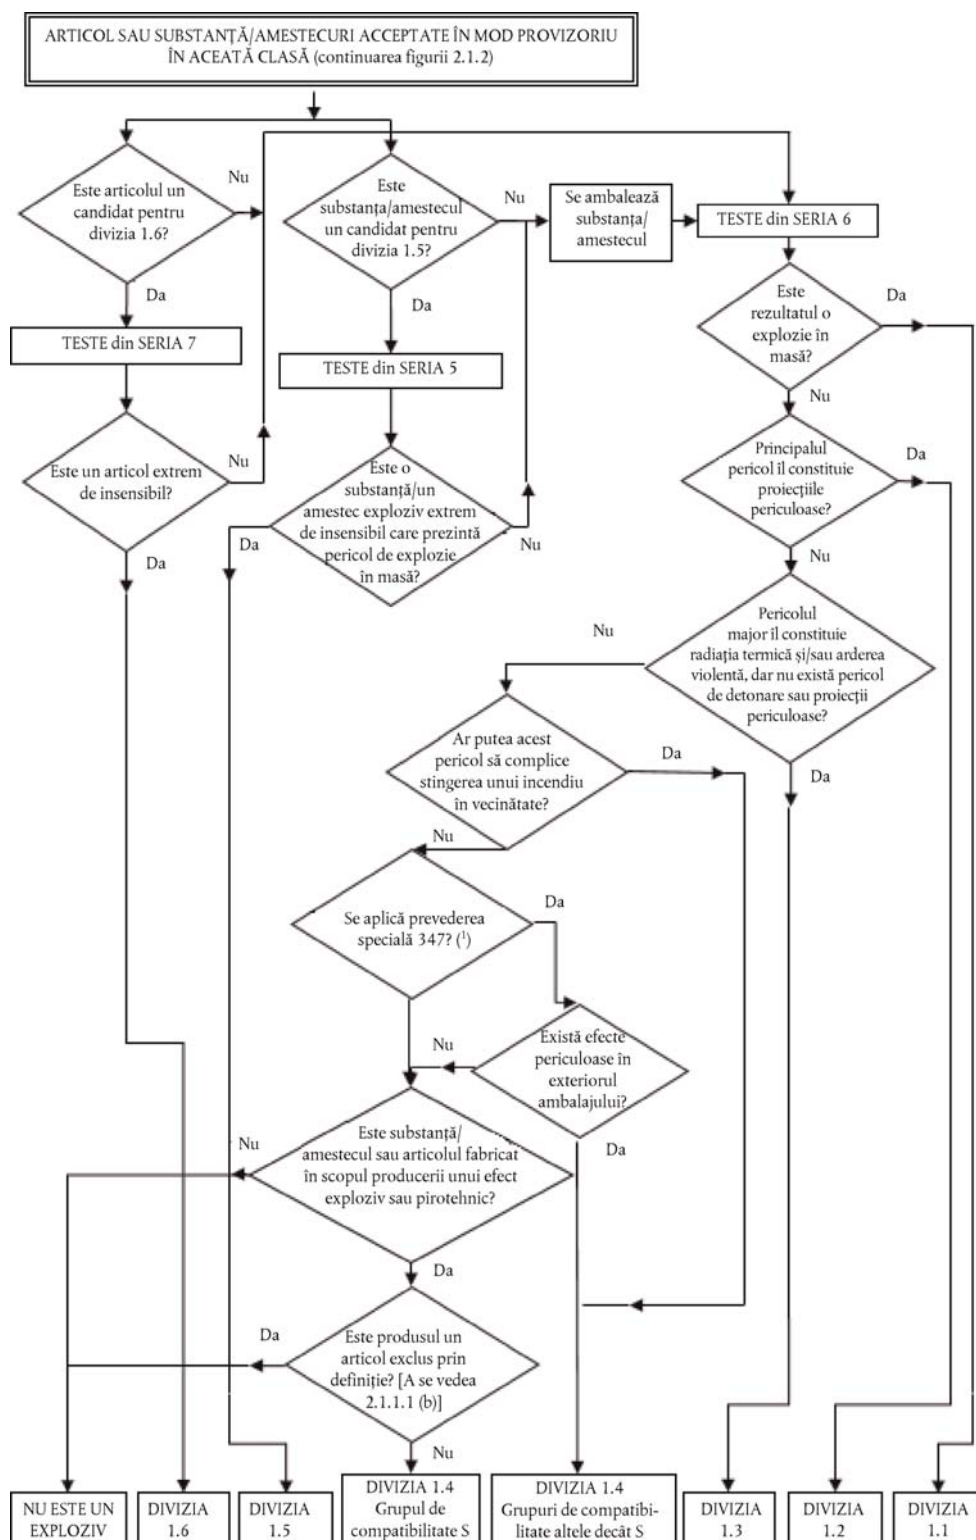 ARTICOL SAU SUBSTANȚĂ/AMESTECURI ACCEPTATE ÎN MOD PROVIZORIU
ÎN ACEATĂ CLASĂ (continuarea figurii 2.1.2)
Este articolul un
candidat pentru
divizia 1.6?
Nu
Da
Este
substanța/amestecul
un candidat pentru
divizia 1.5?
Nu
Da
Se ambalează
substanța/
amestecul
TESTE din SERIA 6
Este
rezultatul o
explozie în
masă?
Da
Nu
TESTE din SERIA 7
TESTE din SERIA 5
Este un articol extrem
de insensibil?
Nu
Da
Este o
substanță/un
amestec exploziv extrem
de insensibil care prezintă
pericol de explozie
în masă?
Da
Nu
Principalul
pericol îl constituie
proiecțiile
periculoase?
Da
Nu
Pericolul
major îl constituie
radiația termică și/sau arderea
violentă, dar nu există pericol
de detonare sau proiecții
periculoase?
Nu
Da
Ar putea acest
pericol să complice
stingerea unui incendiu
în vecinătate?
Da
Nu
Se aplică prevederea
specială 347? (¹)
Da
Nu
Există efecte
periculoase în
exteriorul
ambalajului?
Da
Este substanță/
amestecul sau articolul fabricat
în scopul producerii unui efect
exploziv sau pirotehnic?
Nu
Da
Este produsul un
articol exclus prin
definiție? [A se vedea
2.1.1.1 (b)]
Da
Nu
NU ESTE UN
EXPLOZIV
DIVIZIA
1.6
DIVIZIA
1.5
DIVIZIA 1.4
Grupul de
compatibilitate S
DIVIZIA 1.4
Grupuri de compatibi-
litate altele decât S
DIVIZIA
1.3
DIVIZIA
1.2
DIVIZIA
1.1